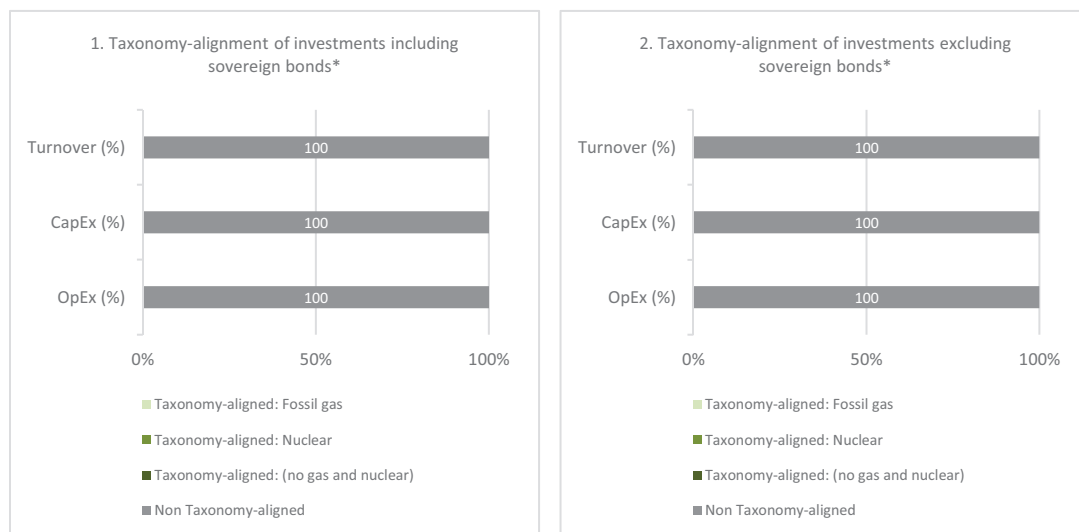 1. Taxonomy-alignment of investments including
sovereign bonds*
Turnover (%)
100
CapEx (%)
100
OpEx (%)
100
0%
50%
100%
Taxonomy-aligned: Fossil gas
Taxonomy-aligned: Nuclear
Taxonomy-aligned: (no gas and nuclear)
Non Taxonomy-aligned
2. Taxonomy-alignment of investments excluding
sovereign bonds*
Turnover (%)
100
CapEx (%)
100
OpEx (%)
100
0%
50%
100%
Taxonomy-aligned: Fossil gas
Taxonomy-aligned: Nuclear
Taxonomy-aligned: (no gas and nuclear)
Non Taxonomy-aligned